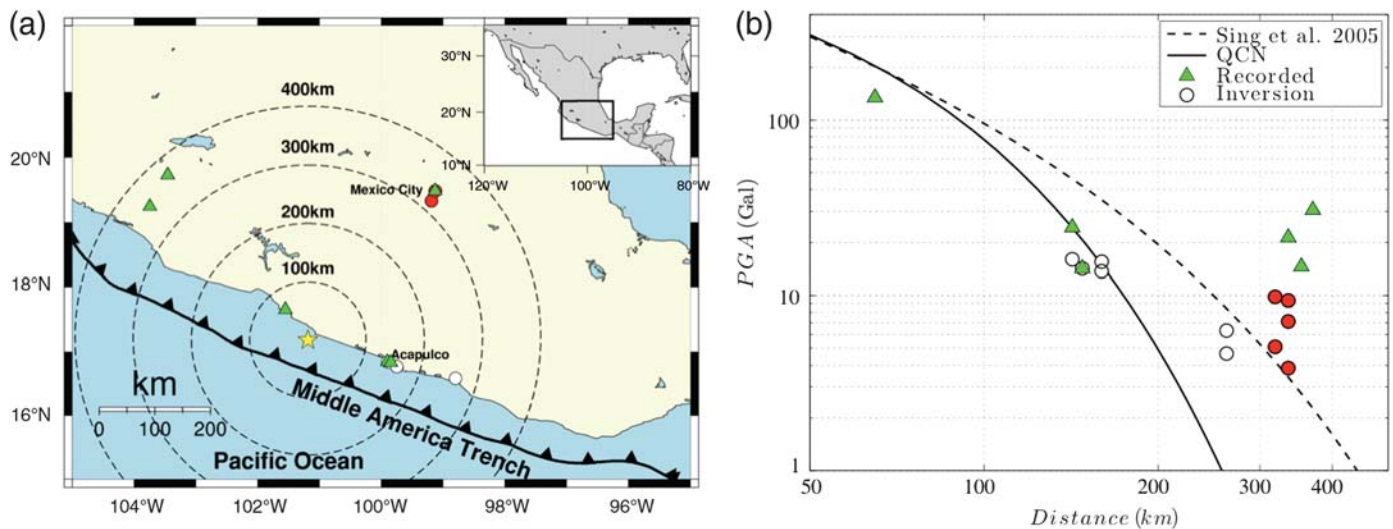 (a)
400km
300km
200km
100km
Mexico City
Acapulco
Middle America Trench
Pacific Ocean
km
0 100 200
20°N
18°N
16°N
104°W 102°W 100°W 98°W 96°W
30°N
20°N
10°N
120°W 100°W 80°W
(b)
Sing et al. 2005
QCN
Recorded
Inversion
PGA (Gal)
100
10
1
50 100 200 300 400
Distance (km)